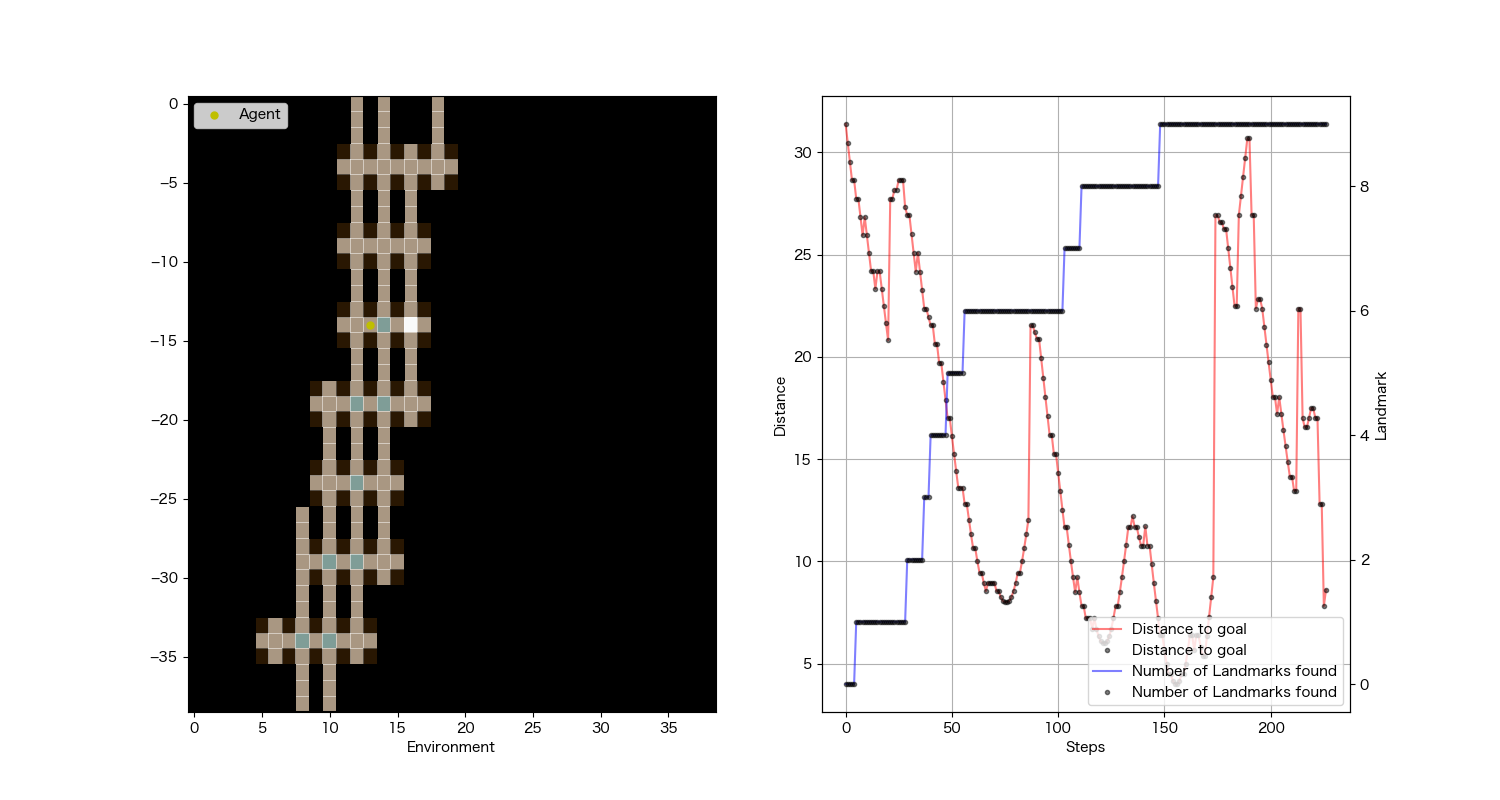 Agent
0
−5
−10
−15
−20
−25
−30
−35
0 5 10 15 20 25 30 35
Environment
30
25
20
15
10
5
Distance
8
6
4
2
0
Landmark
Distance to goal
Distance to goal
Number of Landmarks found
Number of Landmarks found
0 50 100 150 200
Steps